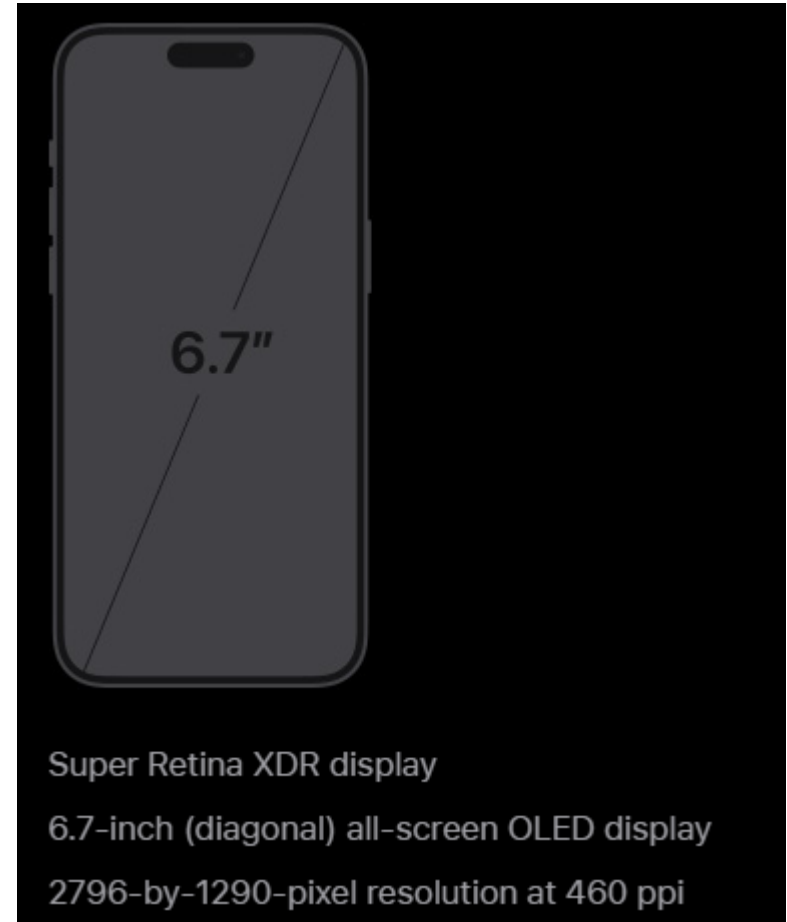 6.7″
Super Retina XDR display
6.7-inch (diagonal) all-screen OLED display
2796-by-1290-pixel resolution at 460 ppi